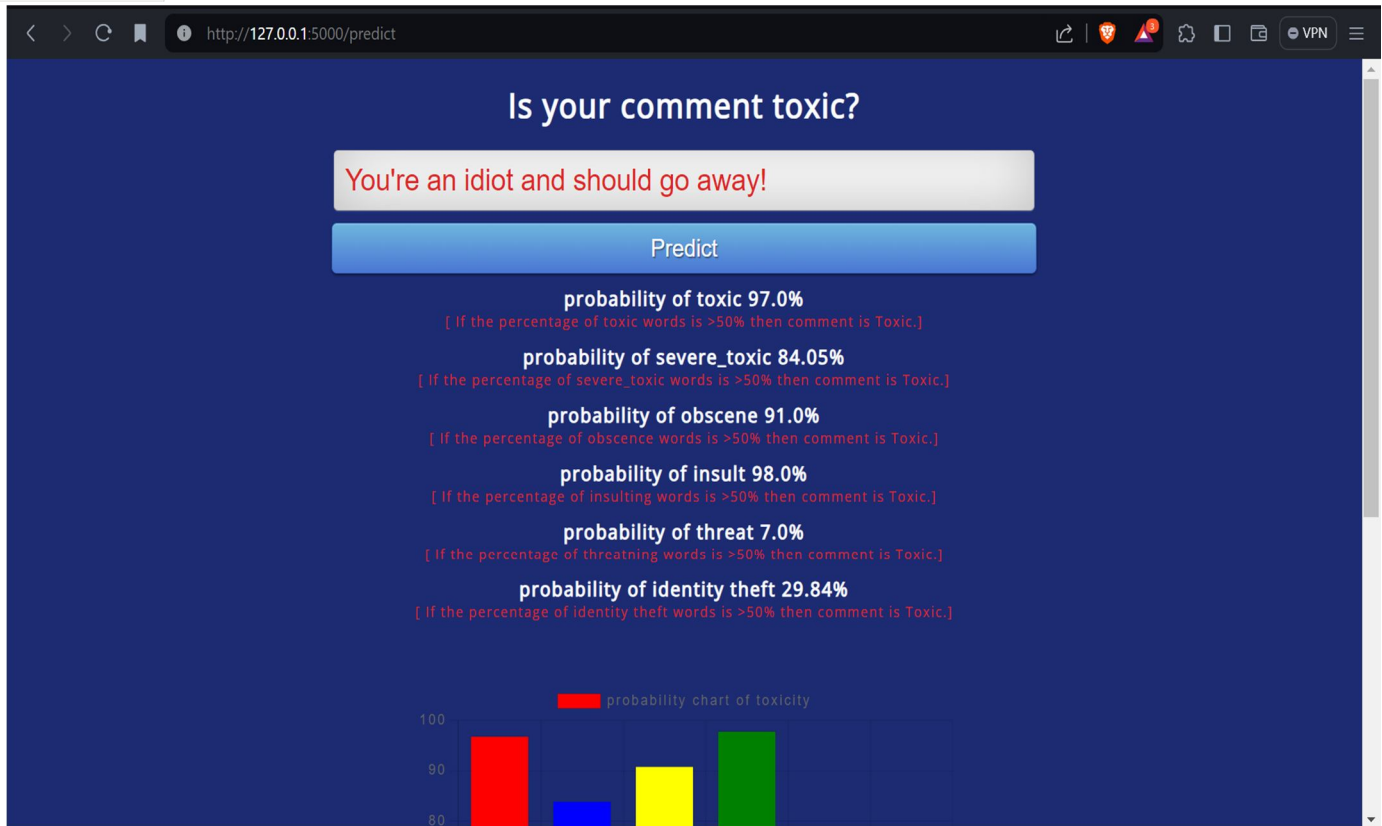 http://127.0.0.1:5000/predict
3
VPN
Is your comment toxic?
You're an idiot and should go away!
Predict
probability of toxic 97.0%
[ If the percentage of toxic words is >50% then comment is Toxic.]
probability of severe_toxic 84.05%
[ If the percentage of severe_toxic words is >50% then comment is Toxic.]
probability of obscene 91.0%
[ If the percentage of obscence words is >50% then comment is Toxic.]
probability of insult 98.0%
[ If the percentage of insulting words is >50% then comment is Toxic.]
probability of threat 7.0%
[ If the percentage of threatning words is >50% then comment is Toxic.]
probability of identity theft 29.84%
[ If the percentage of identity theft words is >50% then comment is Toxic.]
probability chart of toxicity
100
90
80